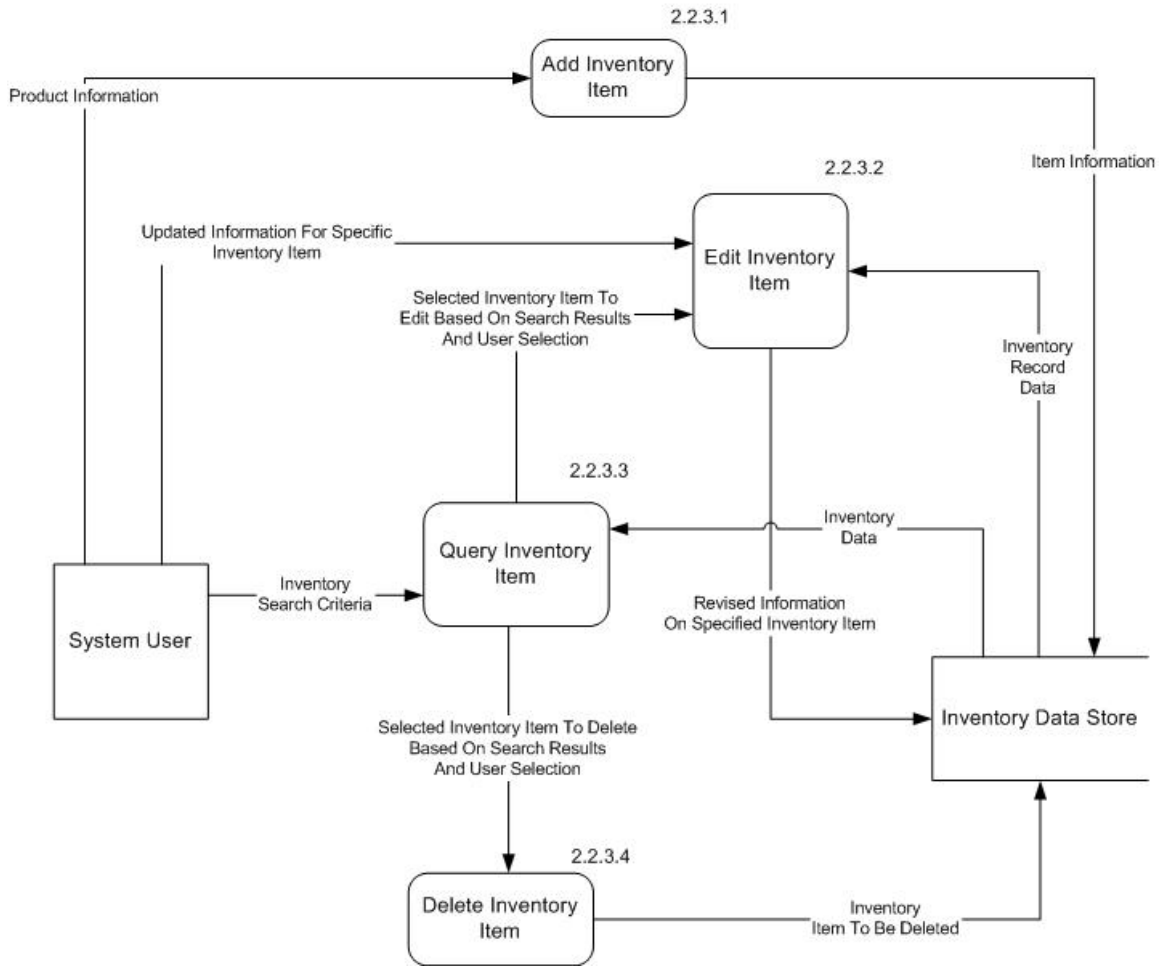 2.2.3.1
Add Inventory
Item
Product Information
Item Information
2.2.3.2
Updated Information For Specific
Inventory Item
Edit Inventory
Item
Selected Inventory Item To
Edit Based On Search Results
And User Selection
Inventory
Record
Data
2.2.3.3
Query Inventory
Item
Inventory
Data
Inventory
Search Criteria
System User
Revised Information
On Specified Inventory Item
Inventory Data Store
Selected Inventory Item To Delete
Based On Search Results
And User Selection
2.2.3.4
Delete Inventory
Item
Inventory
Item To Be Deleted